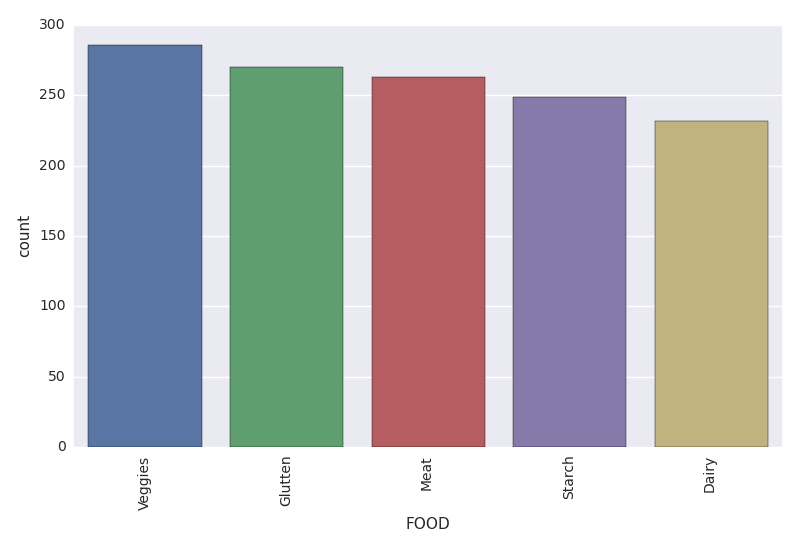 300
250
200
150
100
50
0
count
Veggies
Glutten
Meat
Starch
Dairy
FOOD